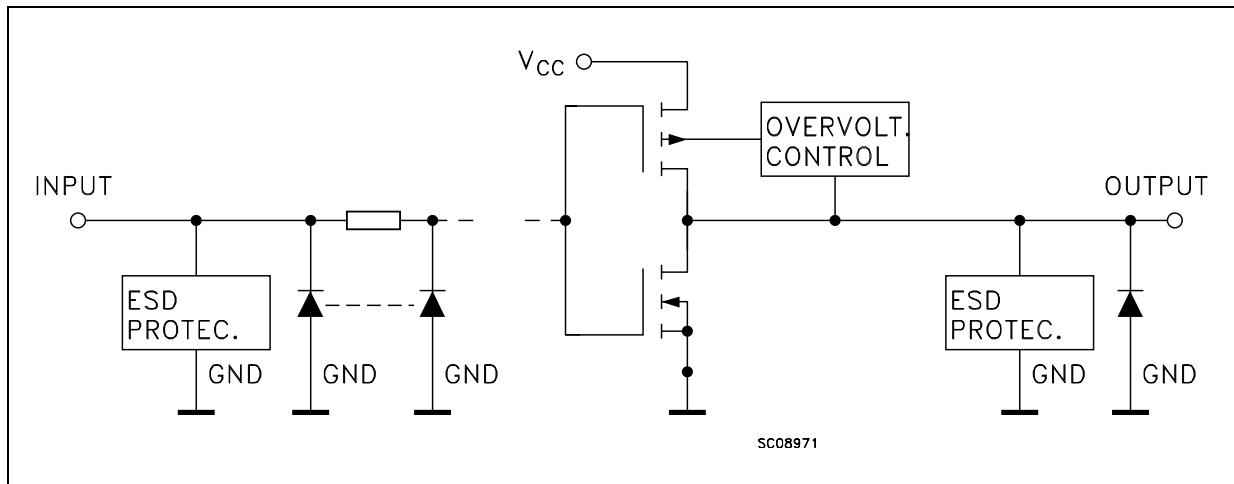 VCC
OVERVOLT.
CONTROL
INPUT
OUTPUT
ESD
PROTEC.
ESD
PROTEC.
GND
GND
GND
GND
GND
SC08971